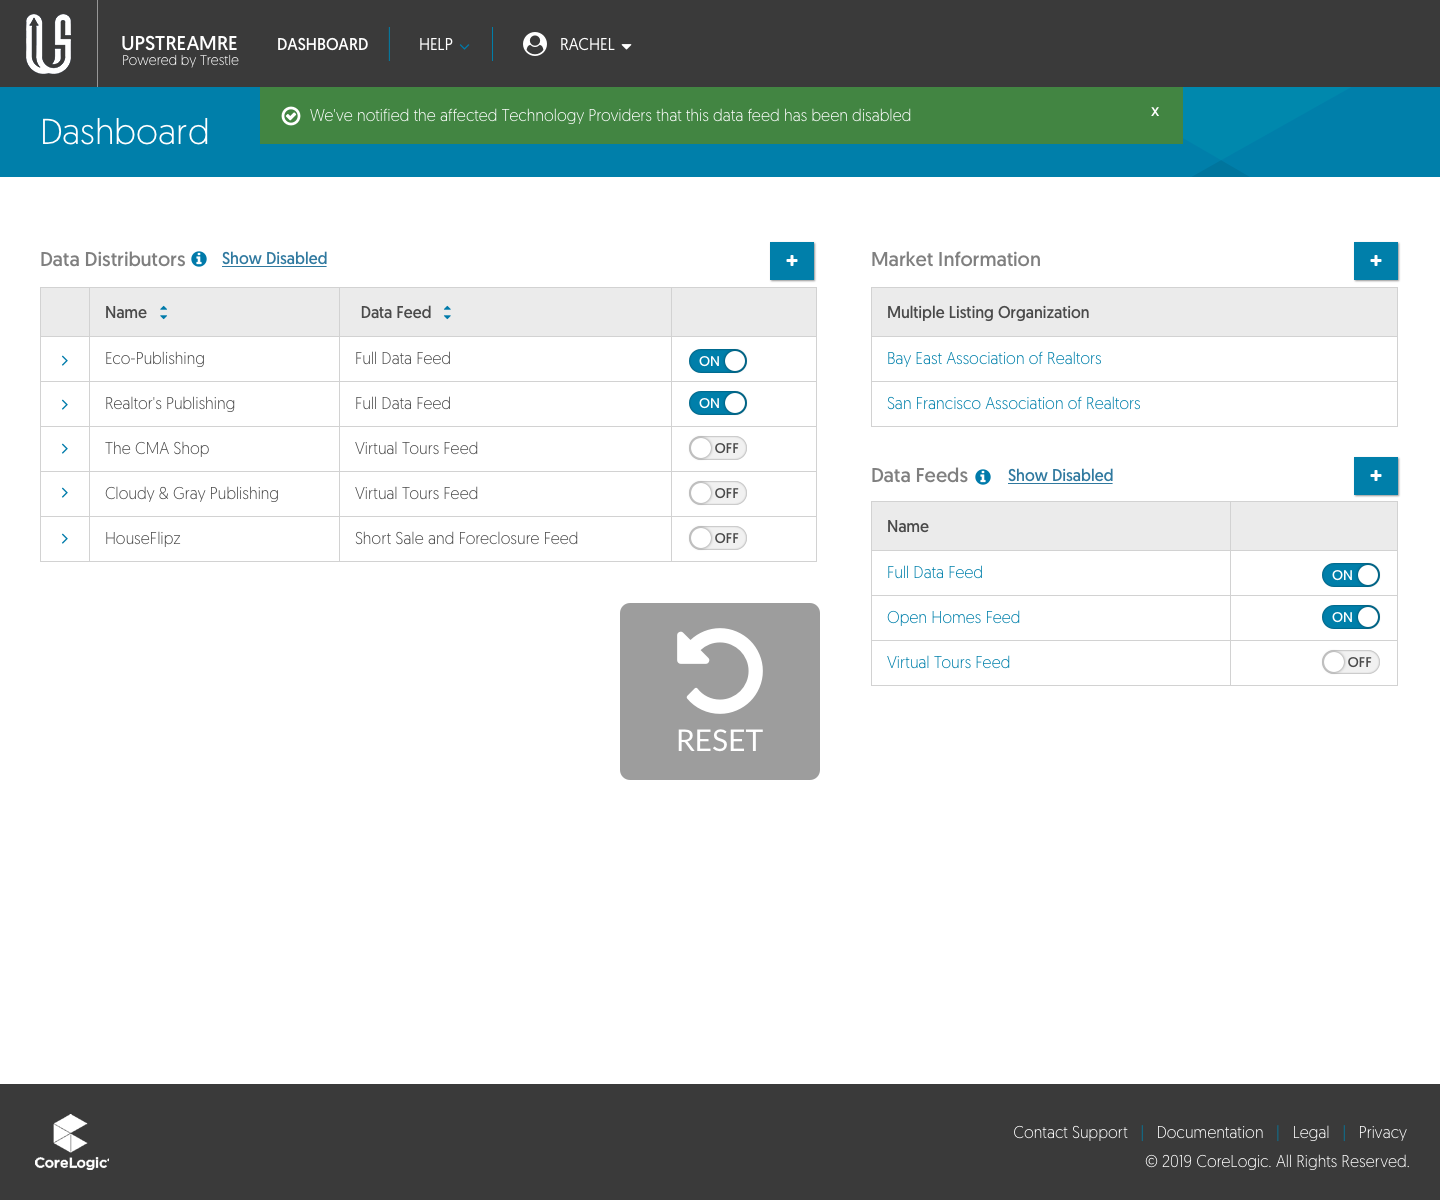 UPSTREAMRE
Powered by Trestle
DASHBOARD
HELP
RACHEL
Dashboard
We've notified the affected Technology Providers that this data feed has been disabled
X
Data Distributors Show Disabled
+
Name Data Feed
Eco-Publishing Full Data Feed ON
Realtor's Publishing Full Data Feed ON
The CMA Shop Virtual Tours Feed OFF
Cloudy & Gray Publishing Virtual Tours Feed OFF
HouseFlipz Short Sale and Foreclosure Feed OFF
RESET
Market Information
+
Multiple Listing Organization
Bay East Association of Realtors
San Francisco Association of Realtors
Data Feeds Show Disabled
+
Name
Full Data Feed ON
Open Homes Feed ON
Virtual Tours Feed OFF
CoreLogic
Contact Support | Documentation | Legal | Privacy
© 2019 CoreLogic. All Rights Reserved.